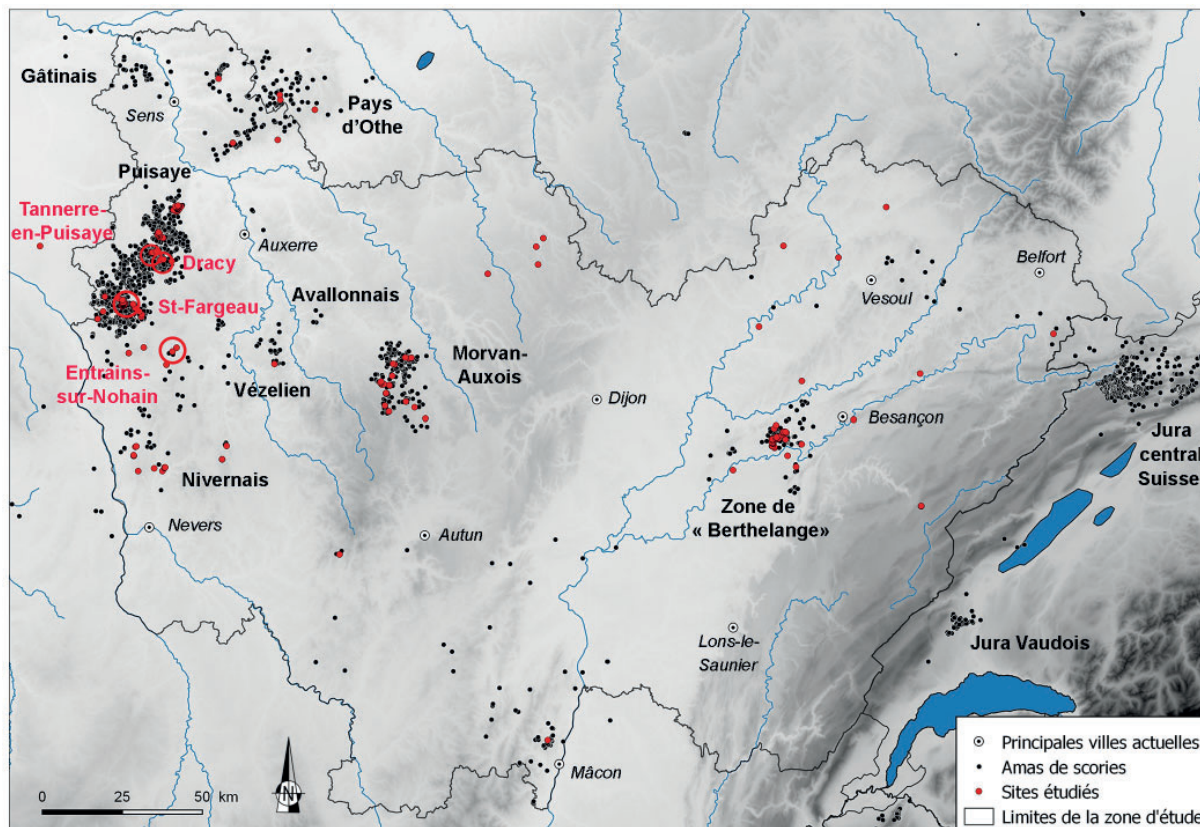 Gâtinais
Sens
Pays
d'Othe
Puisaye
Tannerre-
en-Puisaye
Auxerre
Dracy
Belfort
Avallonnais
Vesoul
St-Fargeau
Morvan-
Auxois
Entrains-
sur-Nohain
Vézelien
Dijon
Besançon
Jura
central
Suisse
Nivernais
Zone de
« Berthelange»
Nevers
Autun
Lons-le-
Saunier
Jura Vaudois
Mâcon
N
0 25 50 km
Principales villes actuelles
Amas de scories
Sites étudiés
Limites de la zone d'étude